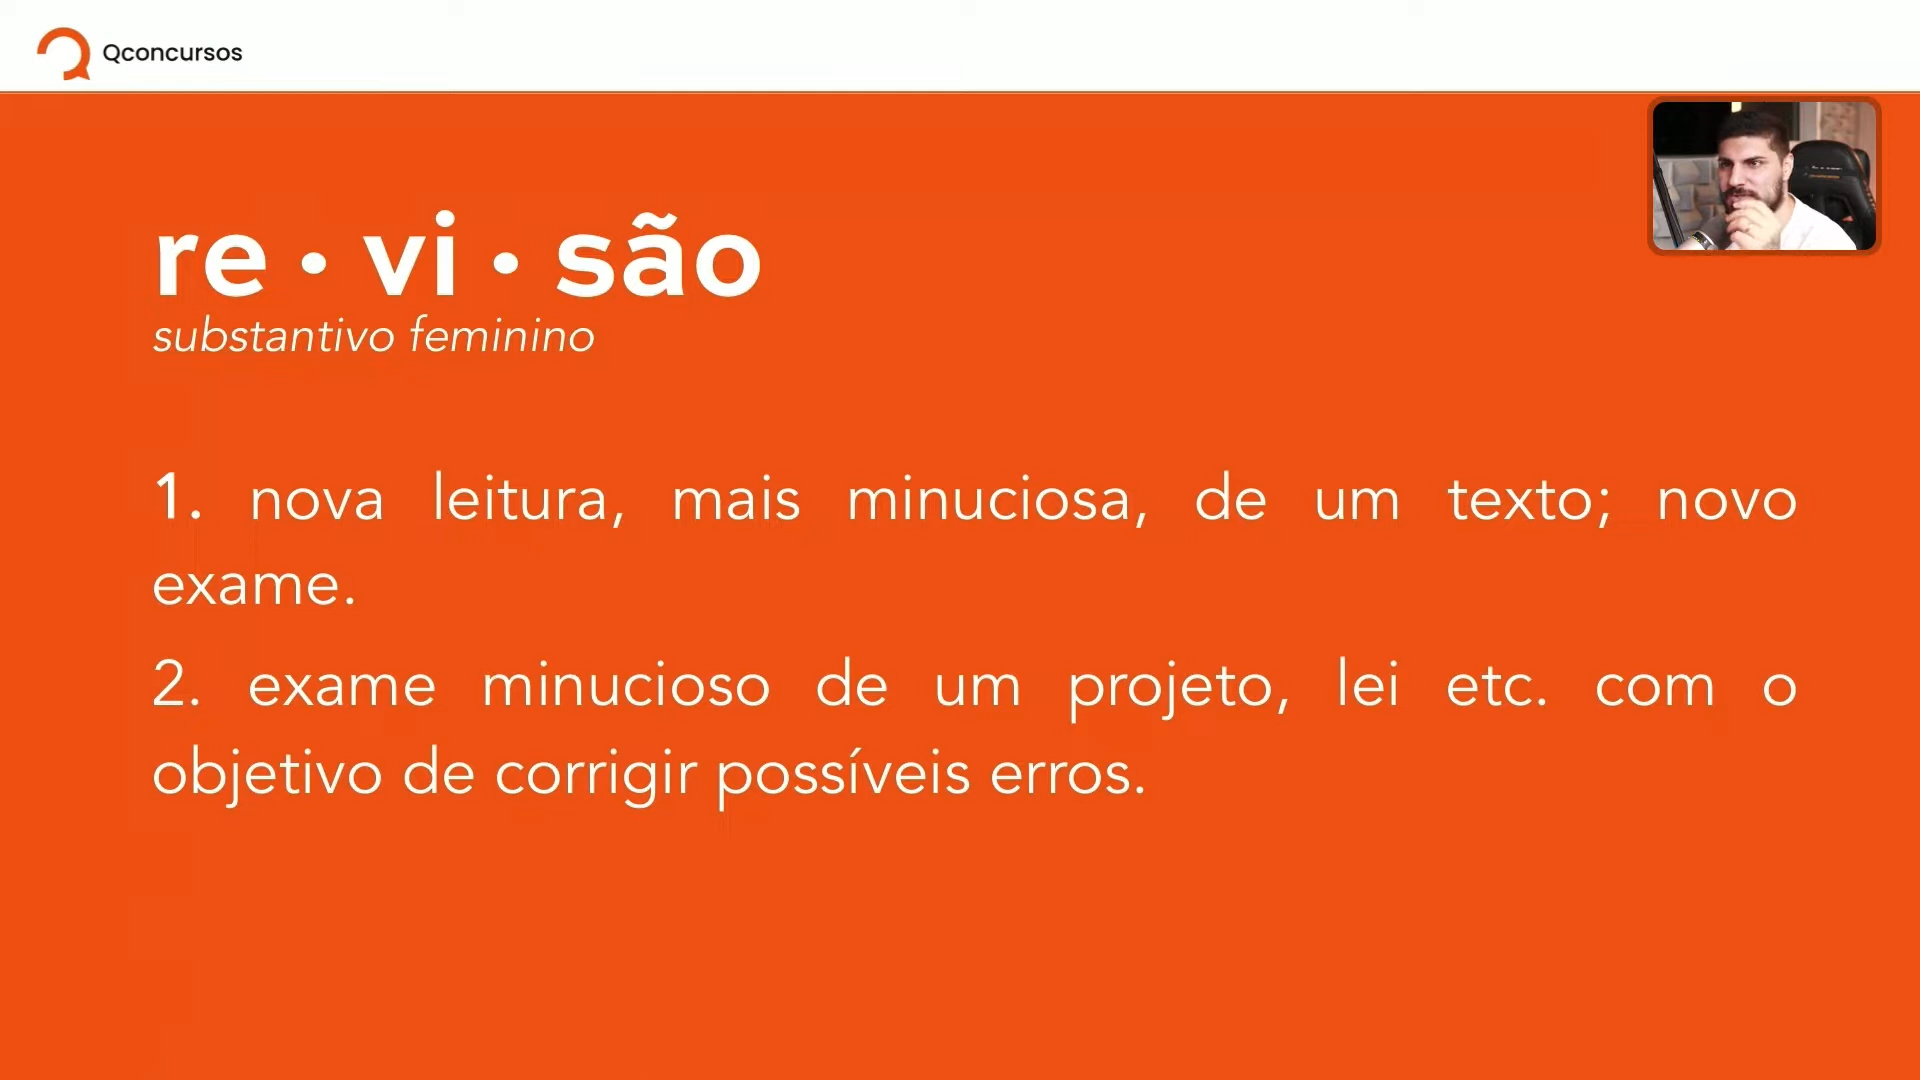 Qconcursos
re • vi • são
substantivo feminino
1. nova leitura, mais minuciosa, de um texto; novo
exame.
2. exame minucioso de um projeto, lei etc. com o
objetivo de corrigir possíveis erros.